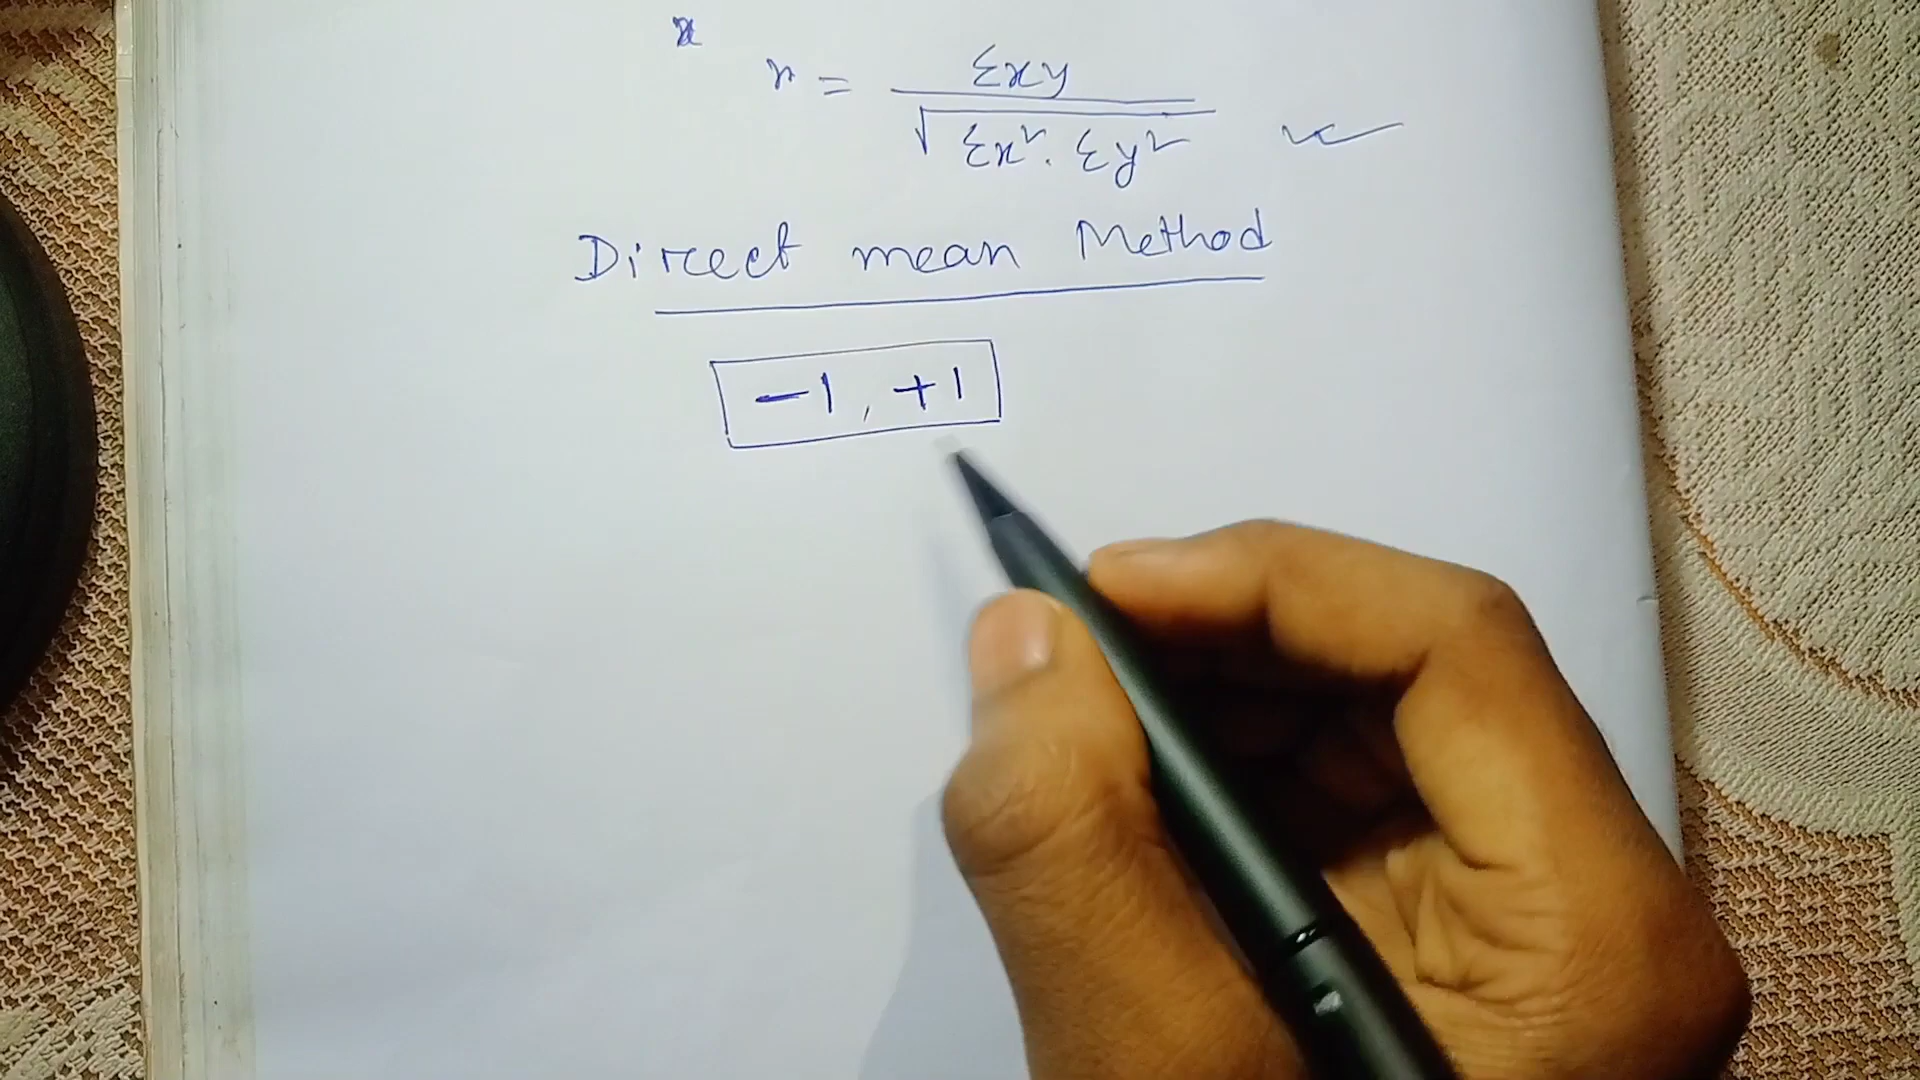 x
r = Σxy / √Σx². Σy²
Direct mean Method
-1, +1